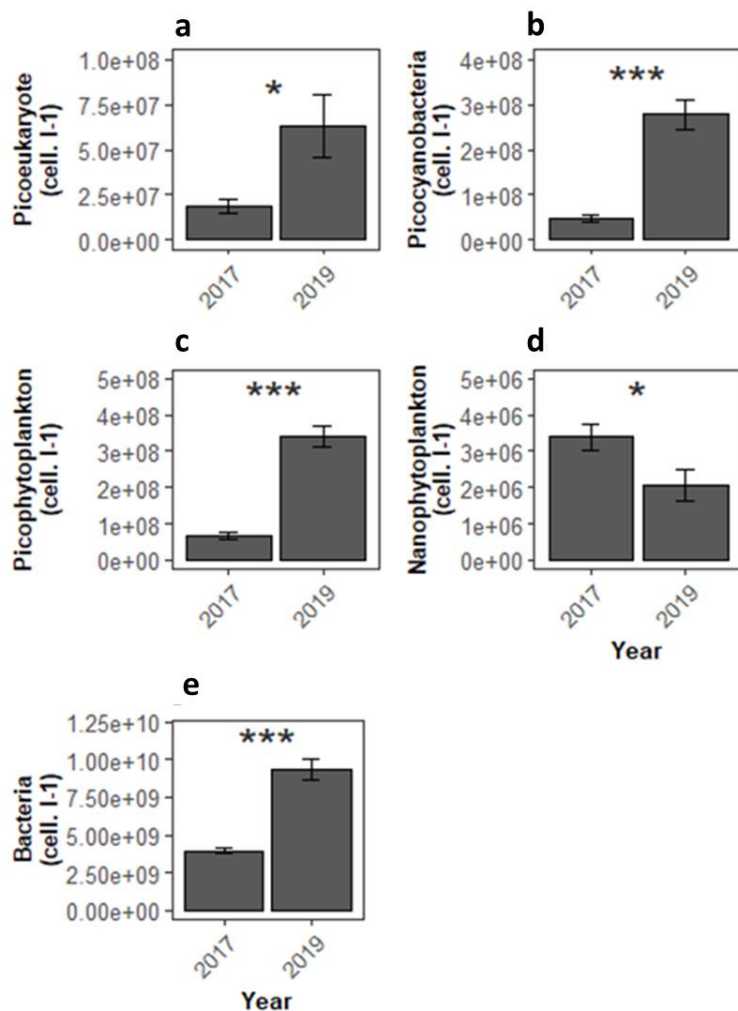 a
Picoeukaryote
(cell. l-1)
1.0e+08
7.5e+07
5.0e+07
2.5e+07
0.0e+00
*
2017
2019
b
Picocyanobacteria
(cell. l-1)
4e+08
3e+08
2e+08
1e+08
0e+00
***
2017
2019
c
Picophytoplankton
(cell. l-1)
5e+08
4e+08
3e+08
2e+08
1e+08
0e+00
***
2017
2019
d
Nanophytoplankton
(cell. l-1)
5e+06
4e+06
3e+06
2e+06
1e+06
0e+00
*
2017
2019
Year
e
Bacteria
(cell. l-1)
1.25e+10
1.00e+10
7.50e+09
5.00e+09
2.50e+09
0.00e+00
***
2017
2019
Year